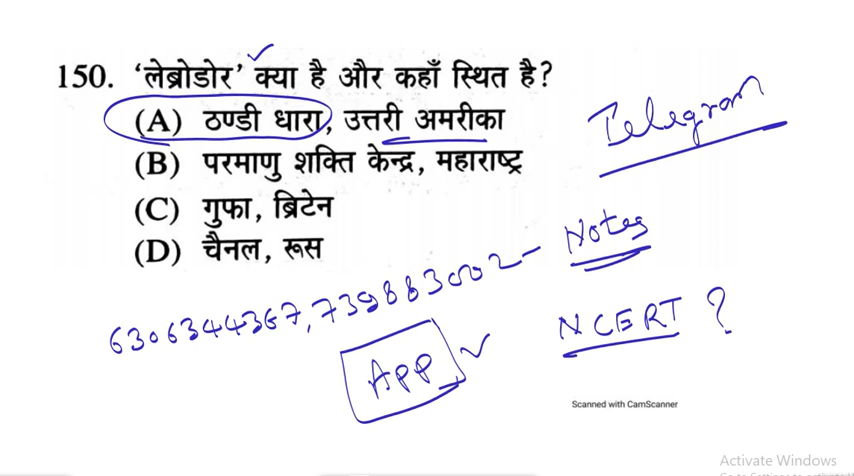 150. 'लेब्रोडोर' क्या है और कहाँ स्थित है?
(A) ठण्डी धारा, उत्तरी अमरीका
Telegram
(B) परमाणु शक्ति केन्द्र, महाराष्ट्र
(C) गुफा, ब्रिटेन
(D) चैनल, रूस
Notes
6306344367, 7398883002-
NCERT ?
App
Scanned with CamScanner
Activate Windows